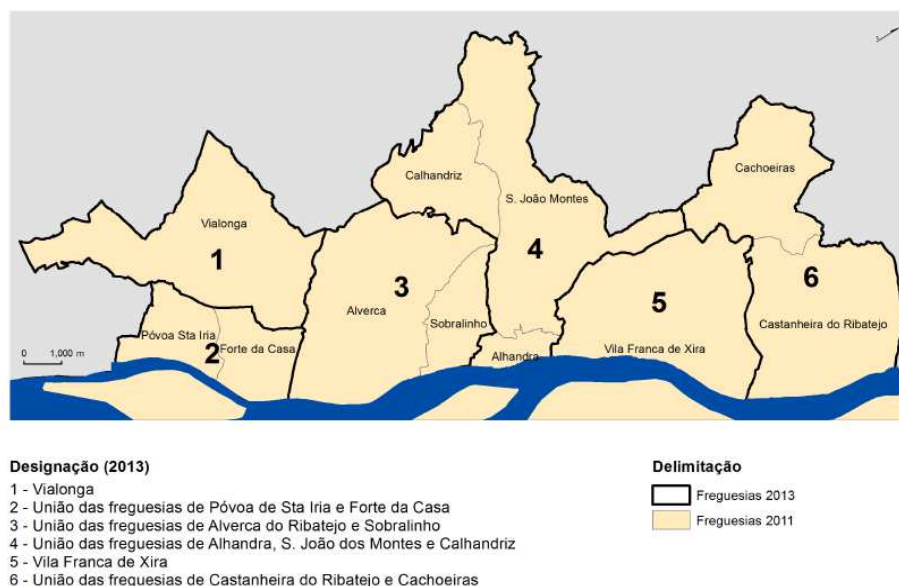 Cachoeiras
Calhandriz
S. João Montes
Vialonga
1
4
6
3
5
Alverca
Sobralinho
Castanheira do Ribatejo
Póvoa Sta Iria
2
Forte da Casa
Vila Franca de Xira
Alhandra
0 1,000 m
Designação (2013)
1 - Vialonga
2 - União das freguesias de Póvoa de Sta Iria e Forte da Casa
3 - União das freguesias de Alverca do Ribatejo e Sobralinho
4 - União das freguesias de Alhandra, S. João dos Montes e Calhandriz
5 - Vila Franca de Xira
6 - União das freguesias de Castanheira do Ribatejo e Cachoeiras
Delimitação
Freguesias 2013
Freguesias 2011